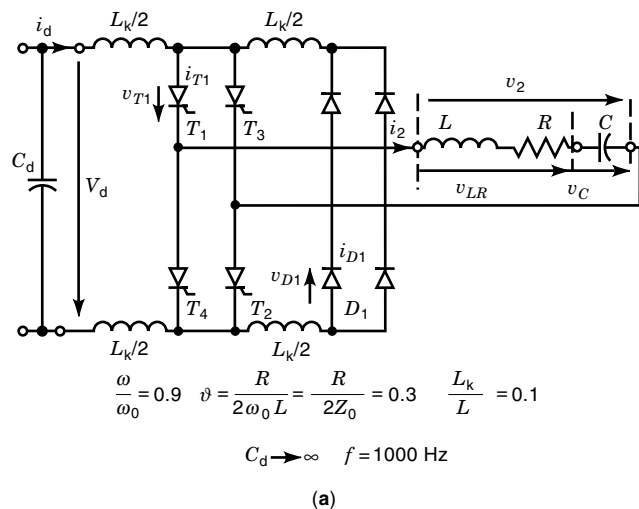 i_d
L_k/2
L_k/2
v_T1
i_T1
T_1
T_3
v_2
i_2
L
R
C
C_d
V_d
v_LR
v_C
v_D1
i_D1
T_4
T_2
D_1
L_k/2
L_k/2
ω/ω_0 = 0.9 ϑ = R/2ω_0 L = R/2Z_0 = 0.3 L_k/L = 0.1
C_d → ∞ f = 1000 Hz
(a)